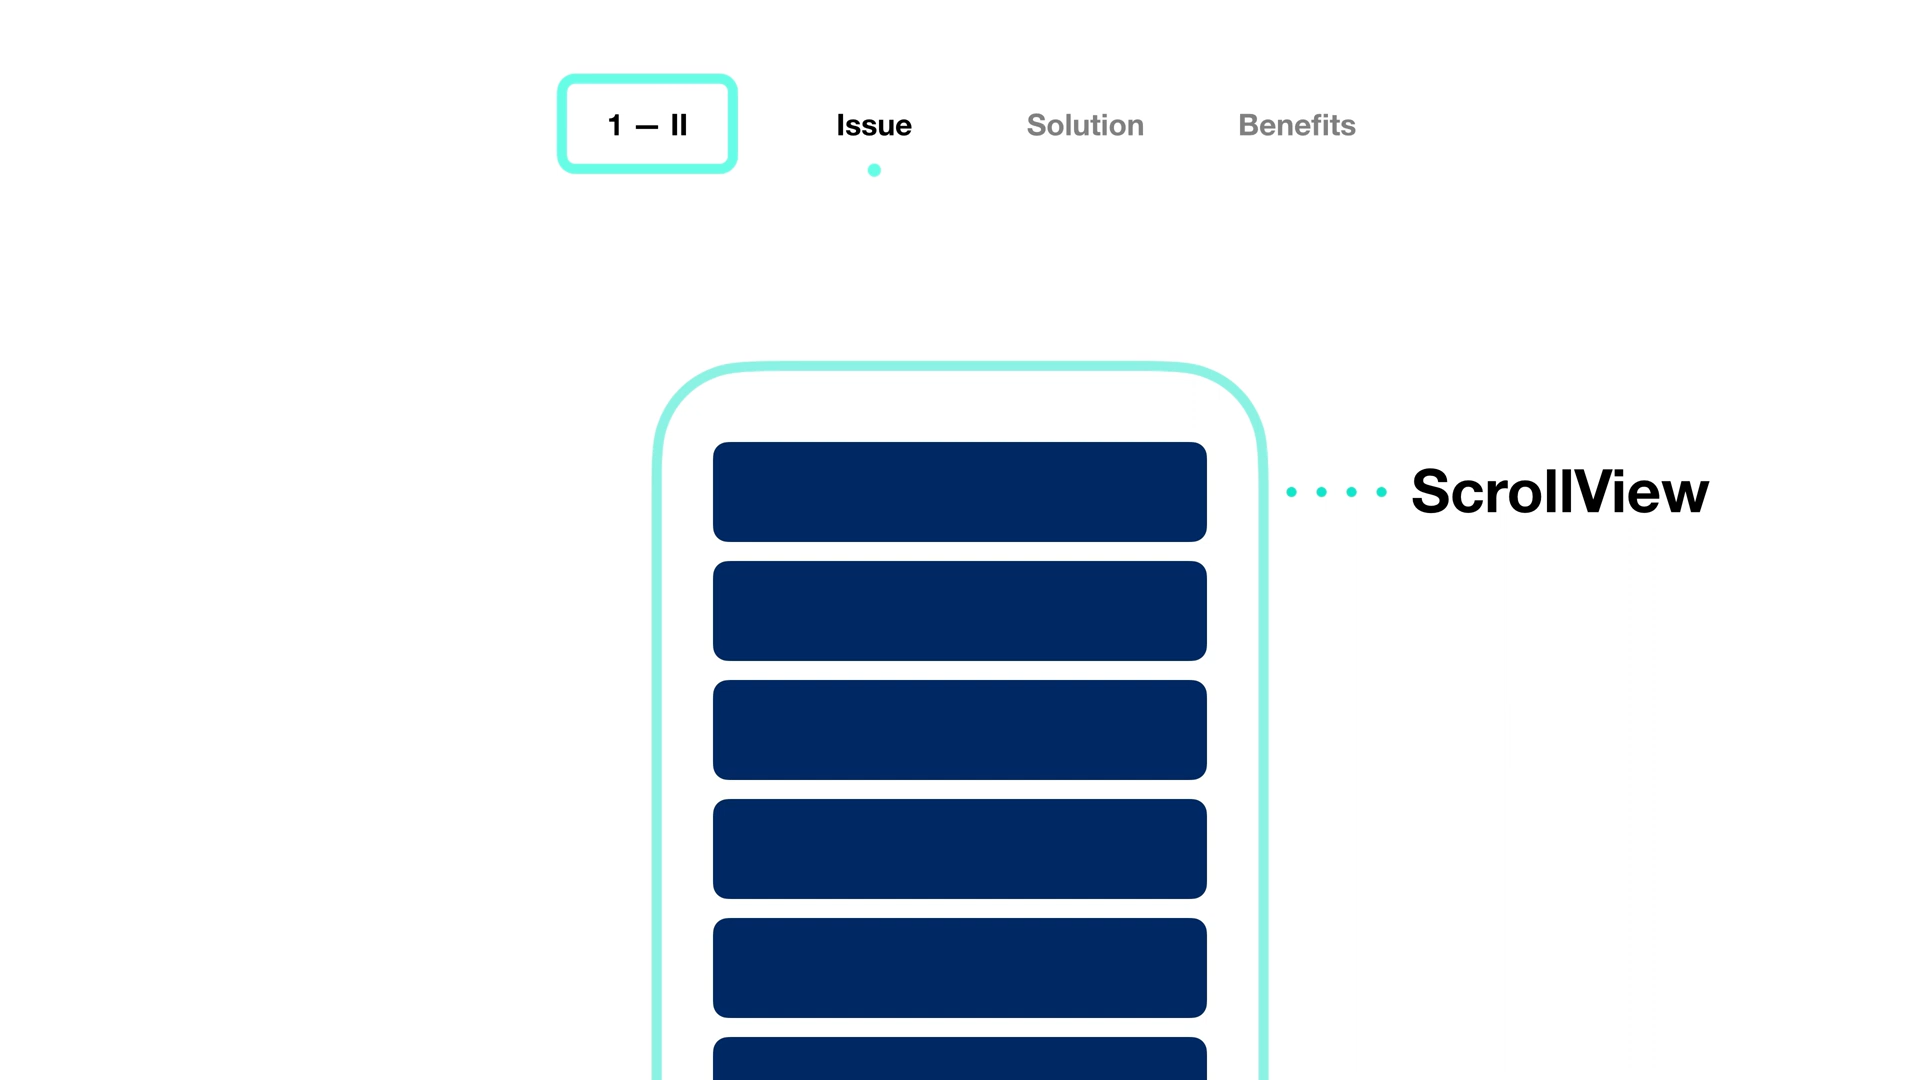 1 – II
Issue
Solution
Benefits
ScrollView